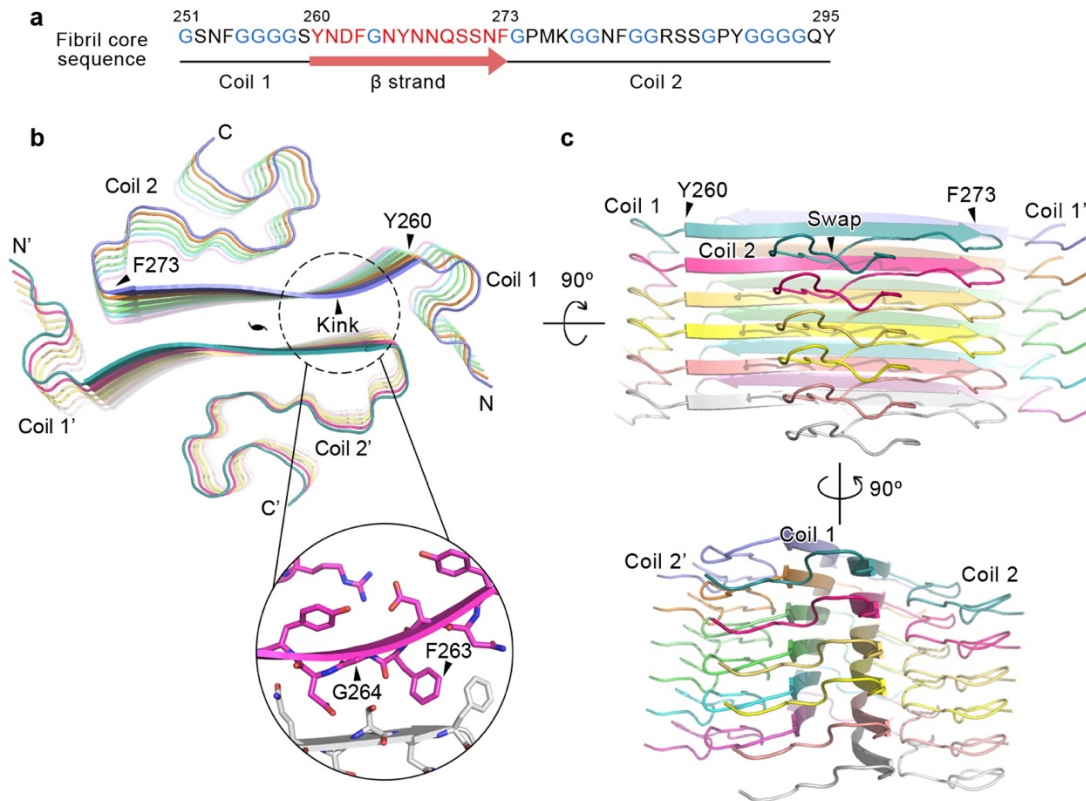 a
251 260 273 295
Fibril core
sequence
GSNFGGGGSYNDFGNYNNQSSNFGPMKGGNFGGRSSGPYGGGGQY
Coil 1 β strand Coil 2
b
C
Coil 2
Y260
N'
F273
Coil 1
Kink
N
Coil 1'
Coil 2'
C'
F263
G264
c
90º
Y260
F273
Coil 1
Swap
Coil 1'
Coil 2
90º
Coil 1
Coil 2'
Coil 2